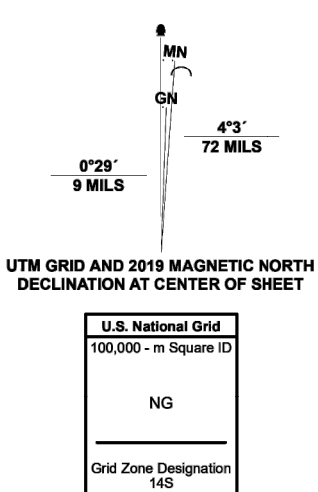 MN
GN
4°3´
72 MILS
0°29´
9 MILS
UTM GRID AND 2019 MAGNETIC NORTH
DECLINATION AT CENTER OF SHEET
U.S. National Grid
100,000 - m Square ID
NG
Grid Zone Designation
14S